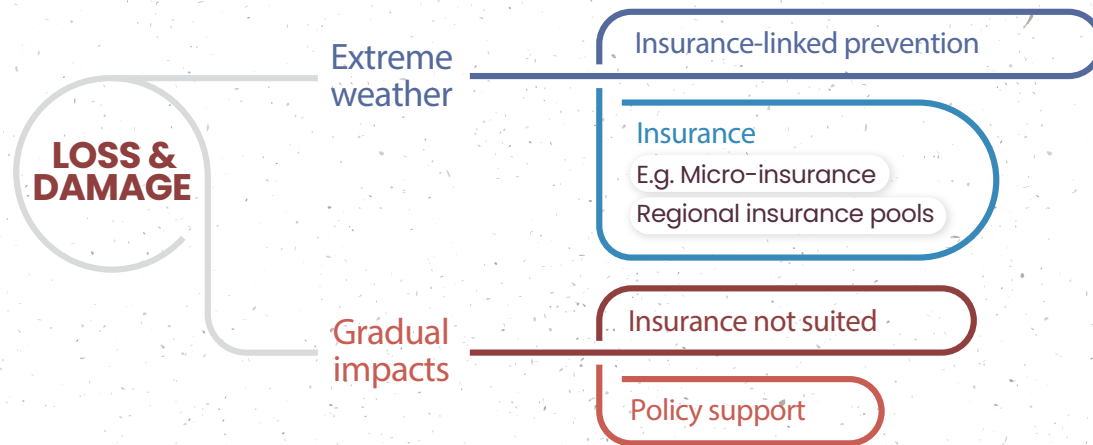 LOSS &
DAMAGE
Extreme
weather
Insurance-linked prevention
Insurance
E.g. Micro-insurance
Regional insurance pools
Gradual
impacts
Insurance not suited
Policy support